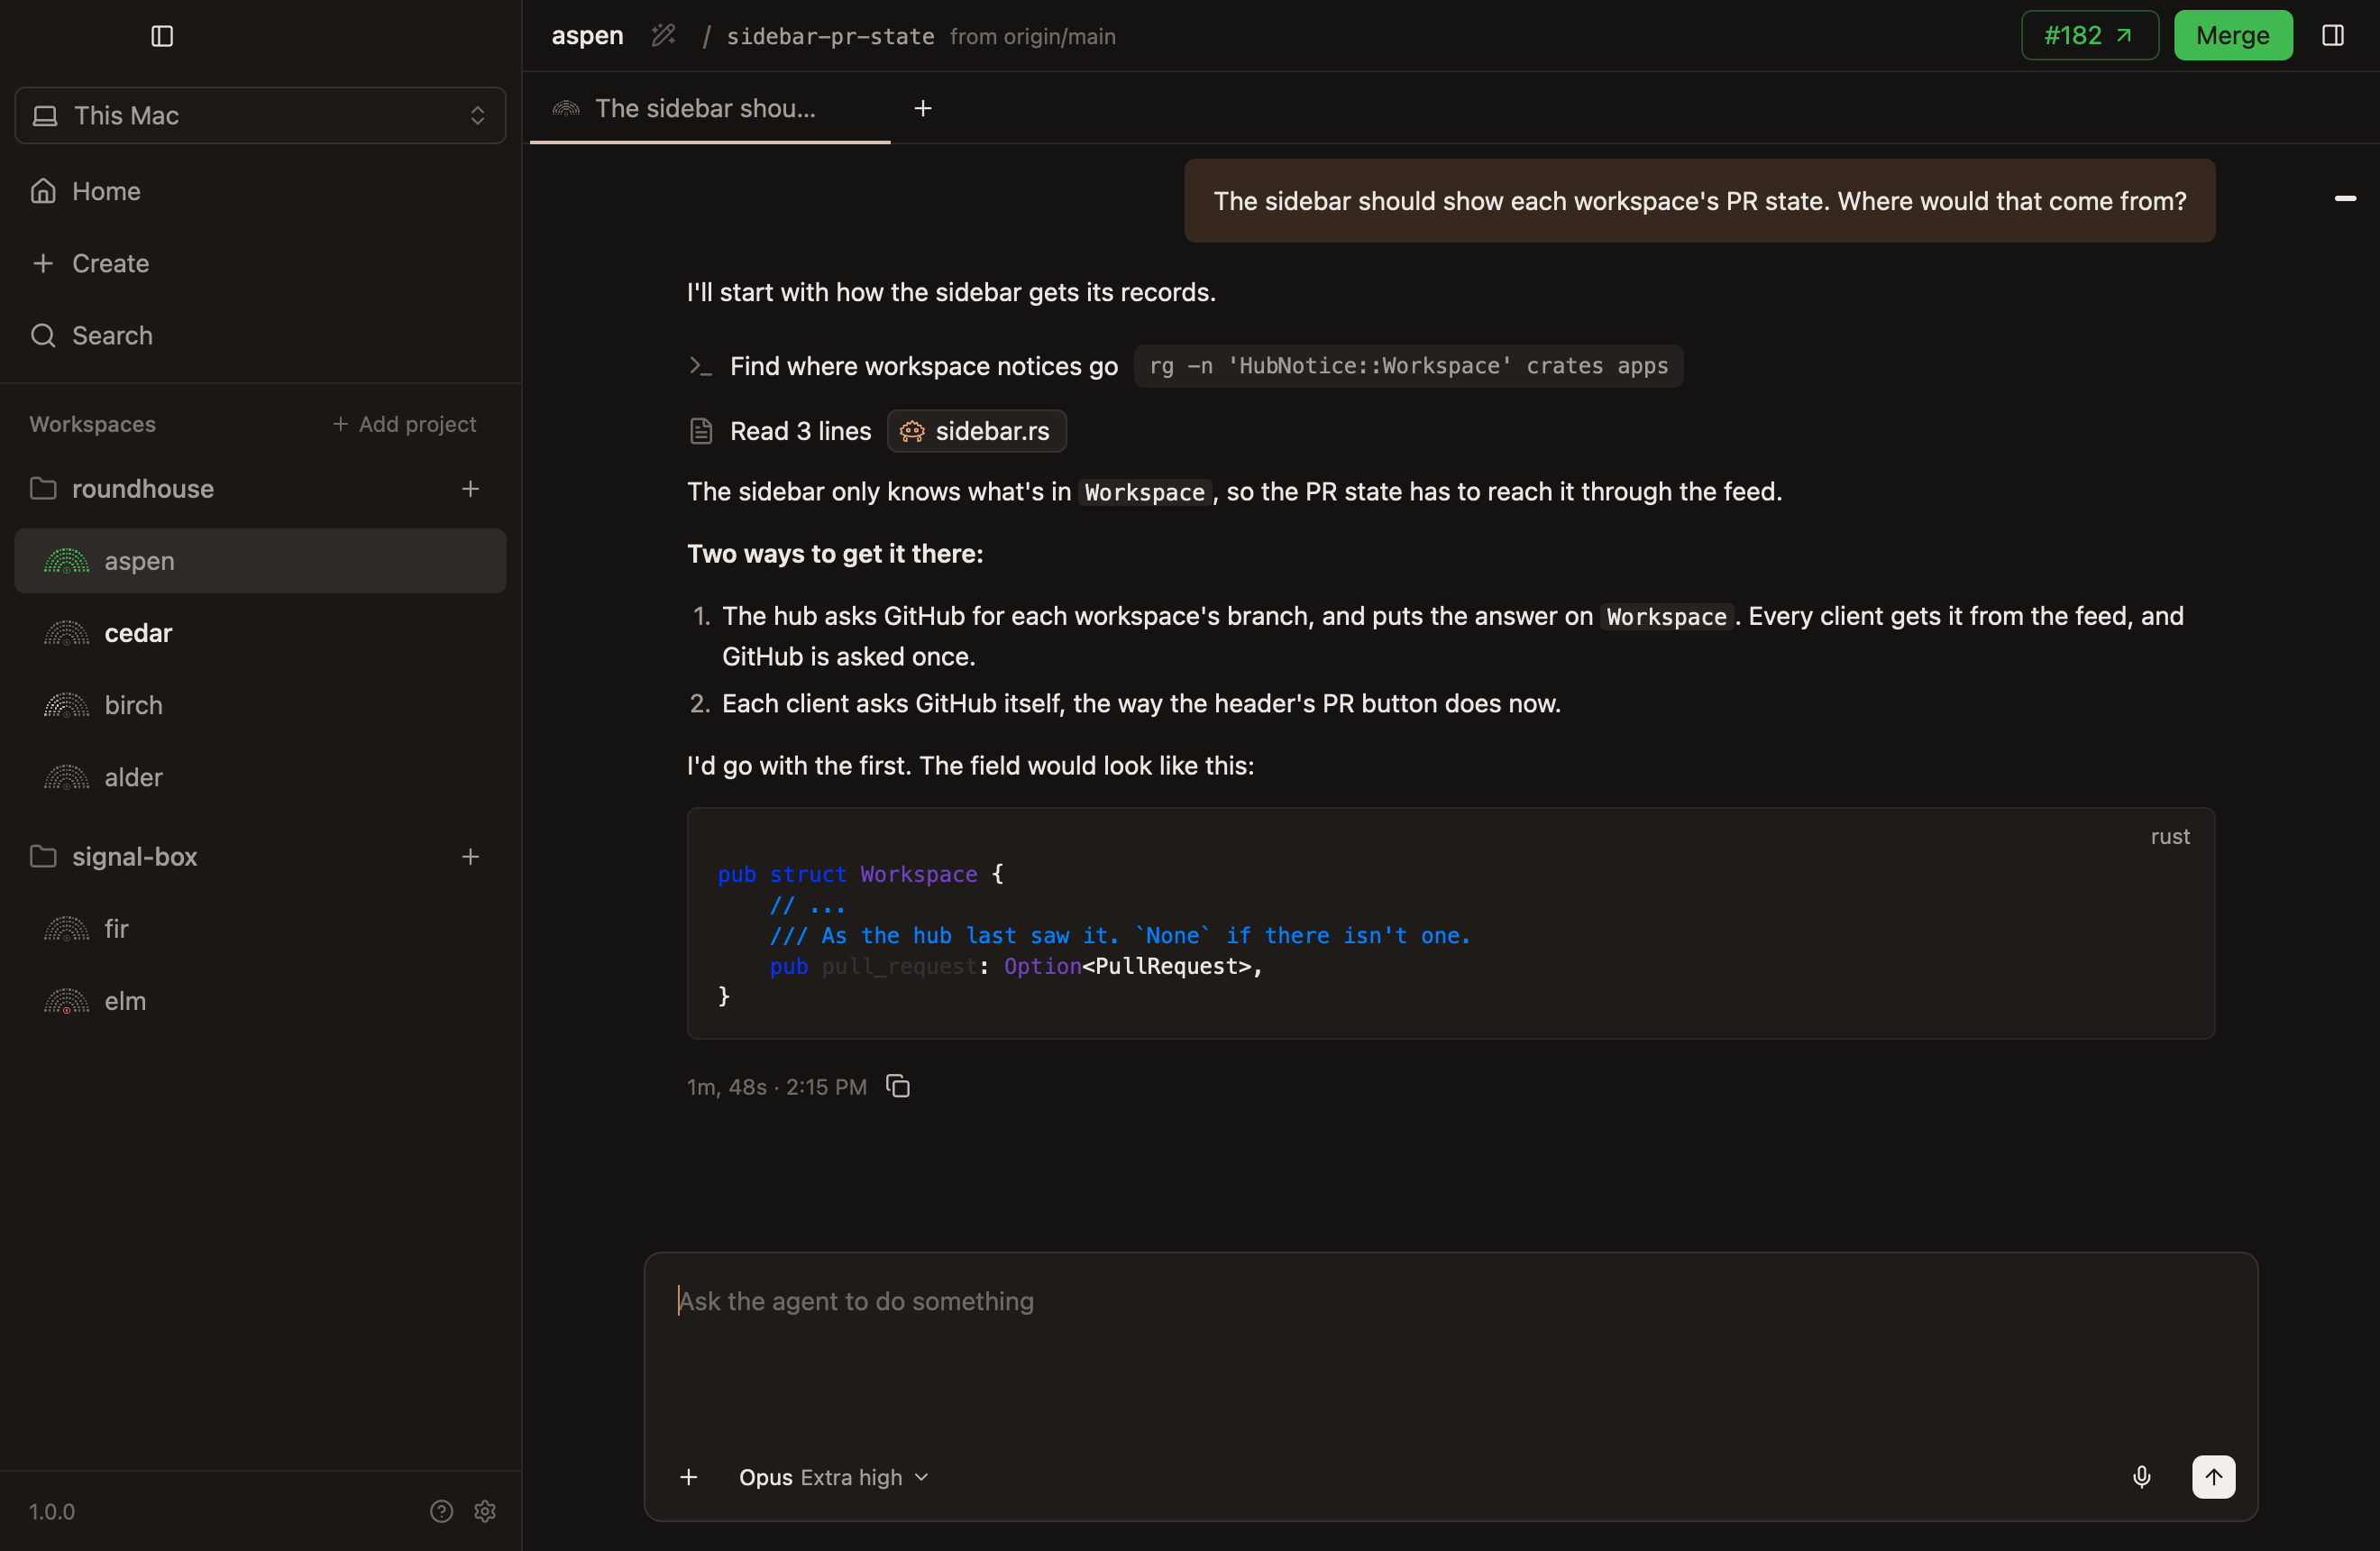 This Mac
Home
Create
Search
Workspaces
+ Add project
roundhouse
aspen
cedar
birch
alder
signal-box
fir
elm
1.0.0
aspen / sidebar-pr-state from origin/main
#182 ↗
Merge
The sidebar shou...
The sidebar should show each workspace's PR state. Where would that come from?
I'll start with how the sidebar gets its records.
Find where workspace notices go rg -n 'HubNotice::Workspace' crates apps
Read 3 lines sidebar.rs
The sidebar only knows what's in Workspace, so the PR state has to reach it through the feed.
Two ways to get it there:
1. The hub asks GitHub for each workspace's branch, and puts the answer on Workspace. Every client gets it from the feed, and
GitHub is asked once.
2. Each client asks GitHub itself, the way the header's PR button does now.
I'd go with the first. The field would look like this:
rust
pub struct Workspace {
    // ...
    /// As the hub last saw it. `None` if there isn't one.
    pub pull_request: Option<PullRequest>,
}
1m, 48s · 2:15 PM
Ask the agent to do something
Opus Extra high